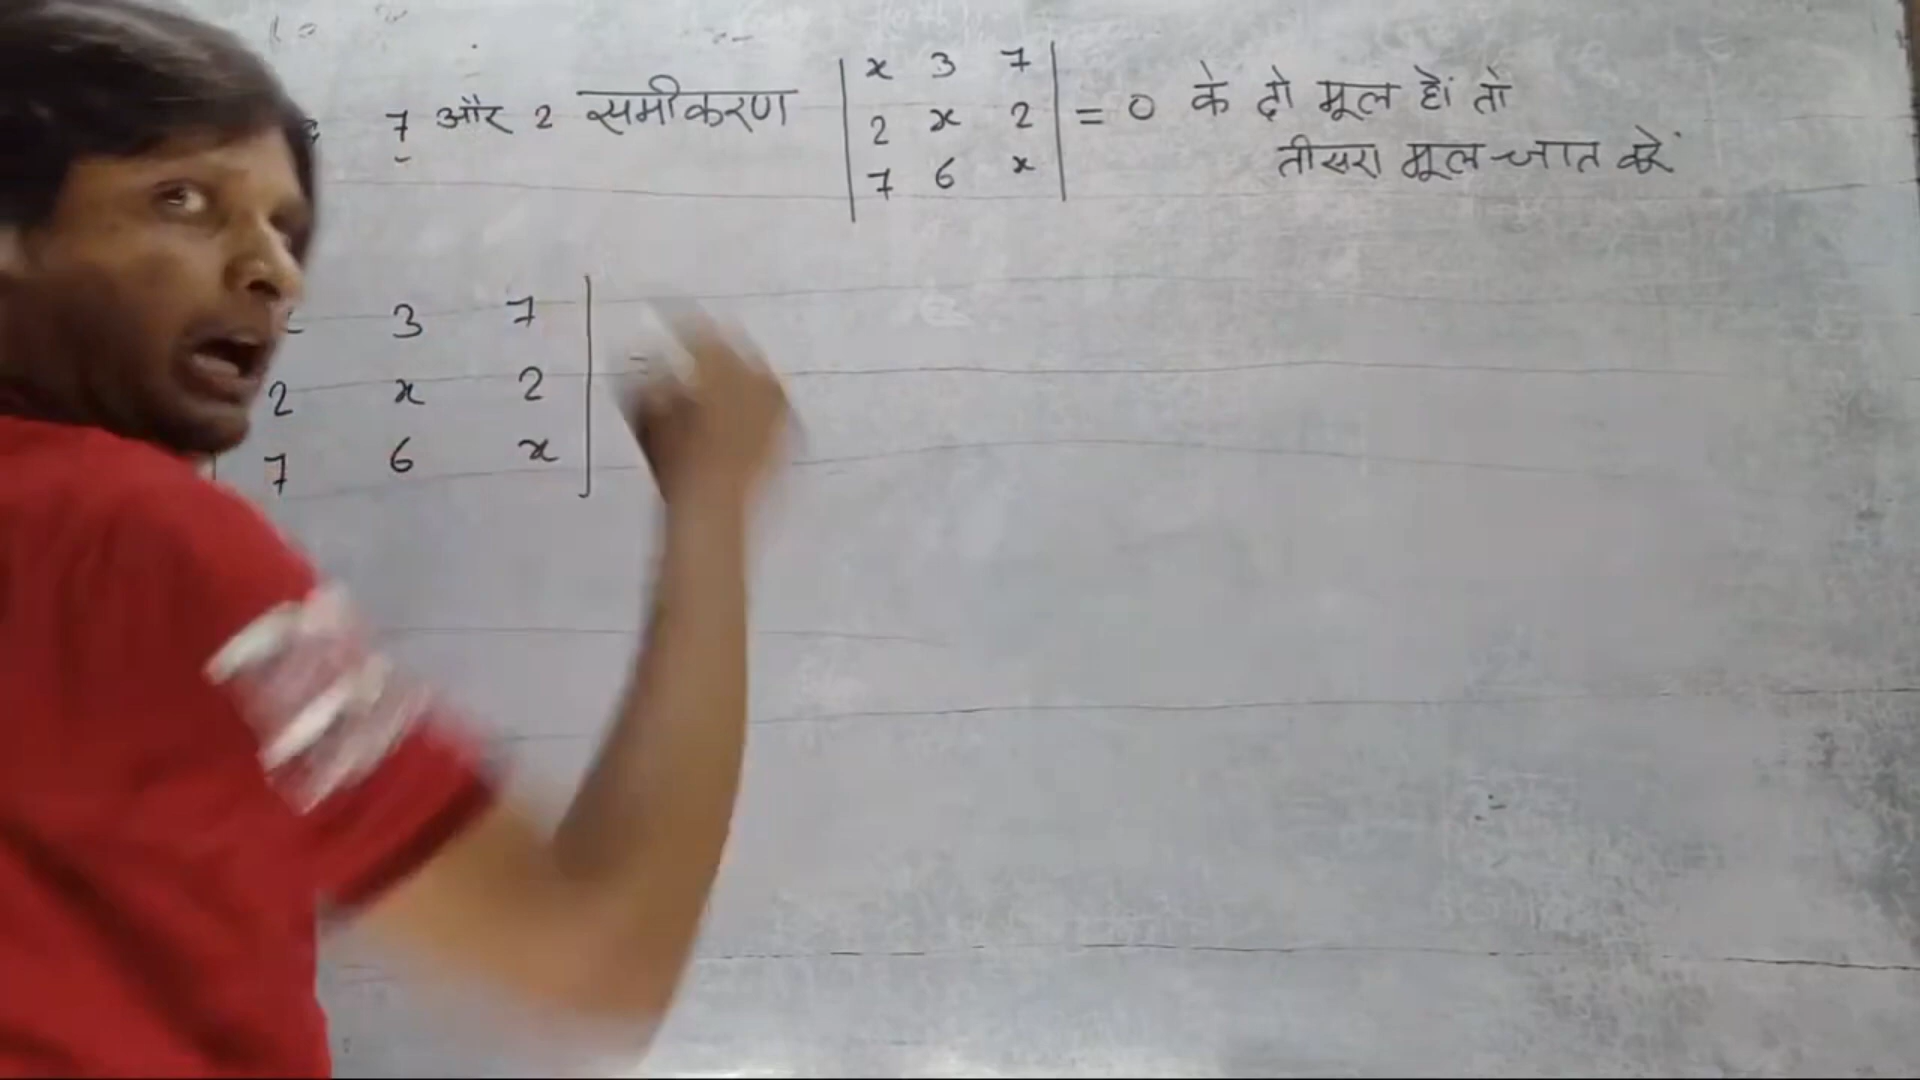 7 और 2 समीकरण | x 3 7 | = 0 के दो मूल हों तो
| 2 x 2 |
| 7 6 x | तीसरा मूल ज्ञात करें
3 7
2 x 2
7 6 x